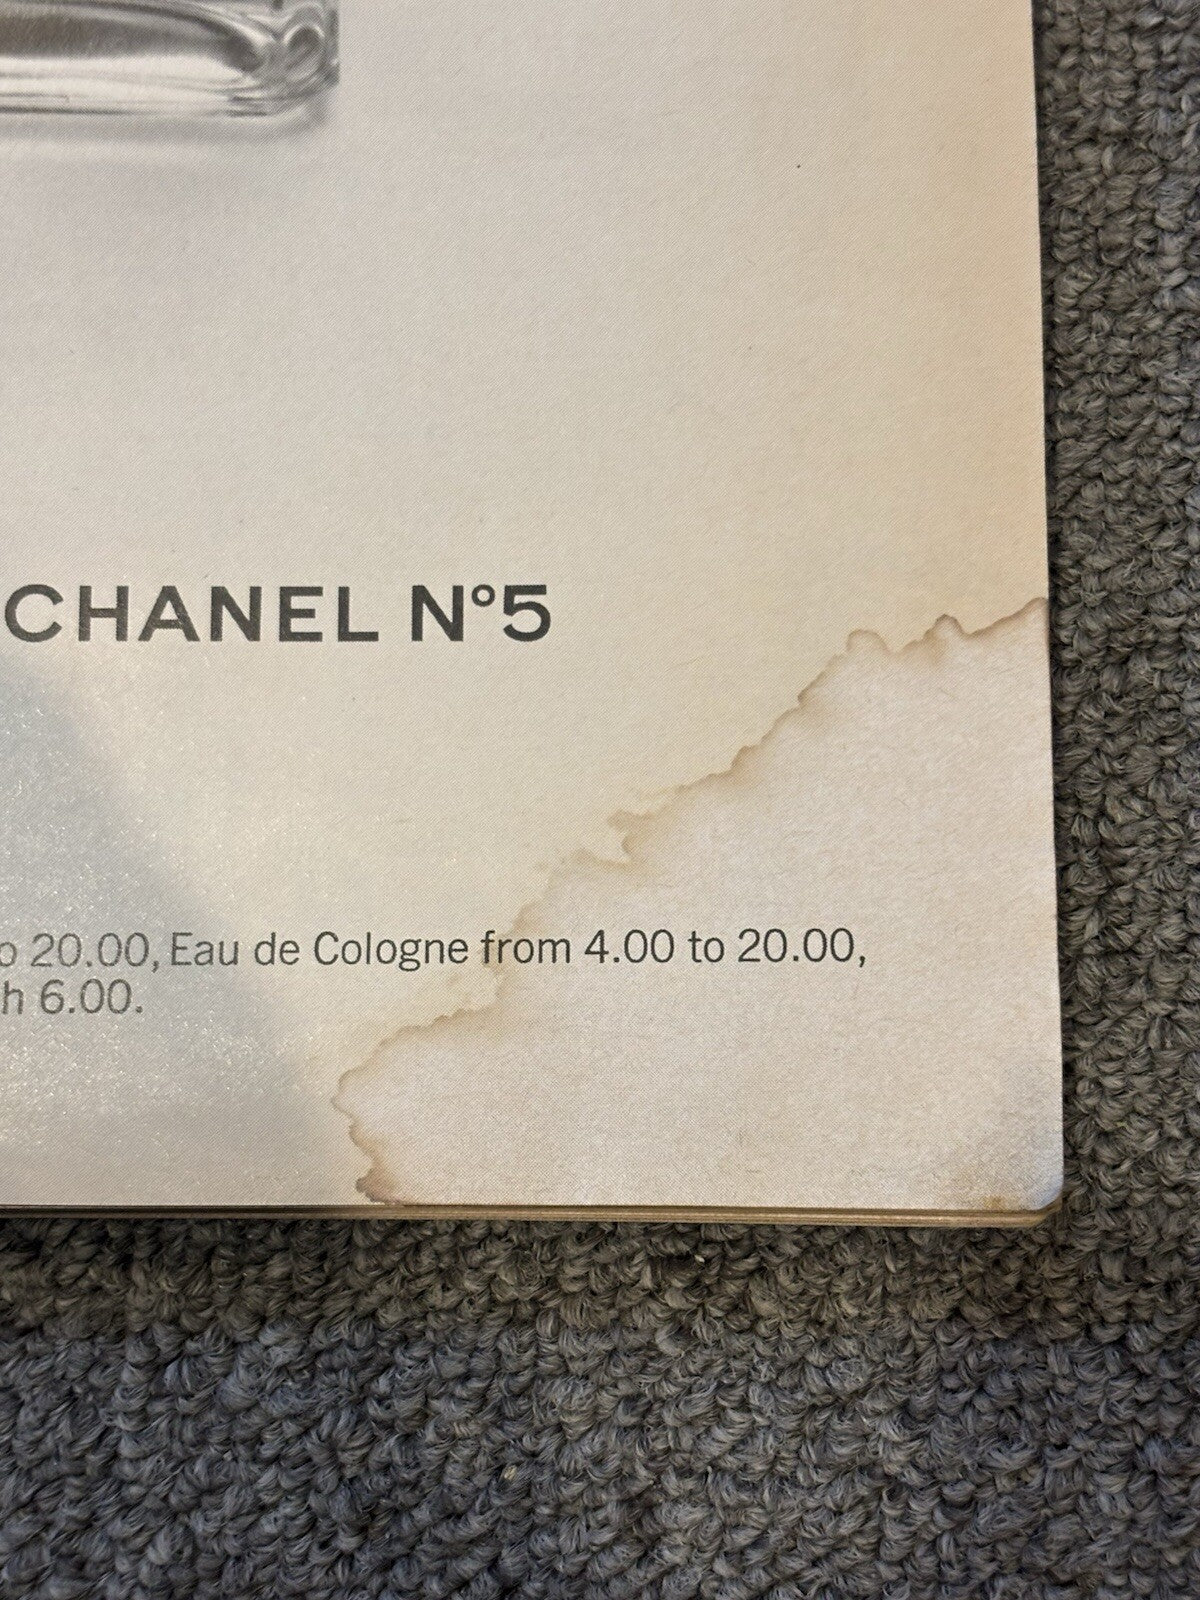 CHANEL N°5
20.00, Eau de Cologne from 4.00 to 20.00,
6.00.